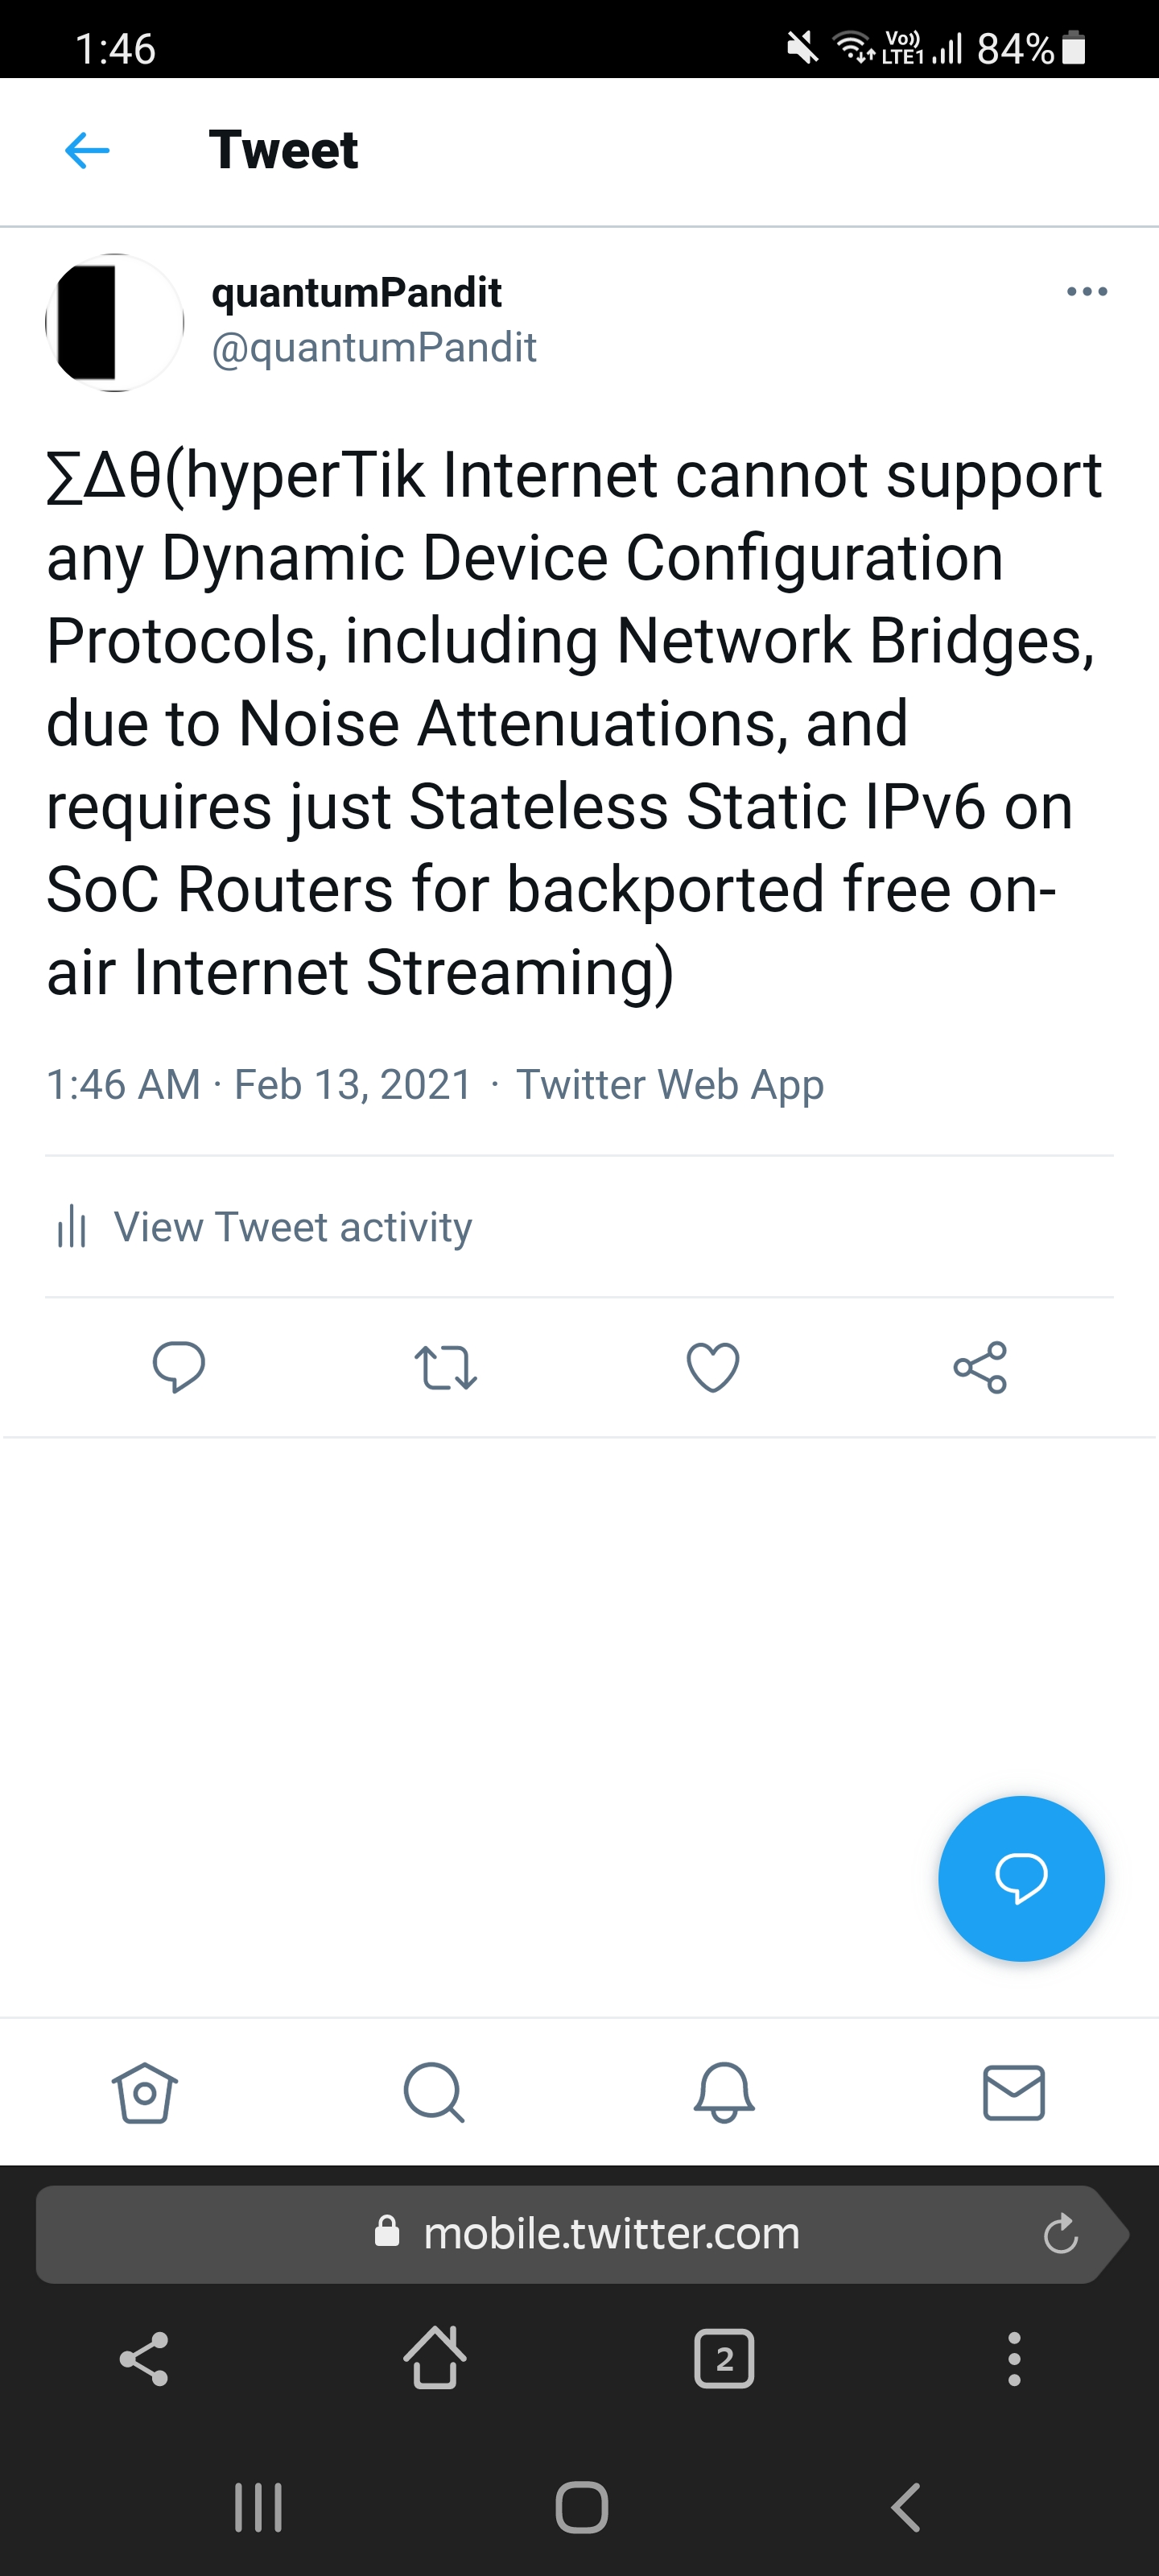 1:46 Vo)) LTE1 84%
Tweet
quantumPandit
@quantumPandit
∑∆θ(hyperTik Internet cannot support
any Dynamic Device Configuration
Protocols, including Network Bridges,
due to Noise Attenuations, and
requires just Stateless Static IPv6 on
SoC Routers for backported free on-
air Internet Streaming)
1:46 AM · Feb 13, 2021 · Twitter Web App
View Tweet activity
mobile.twitter.com
2